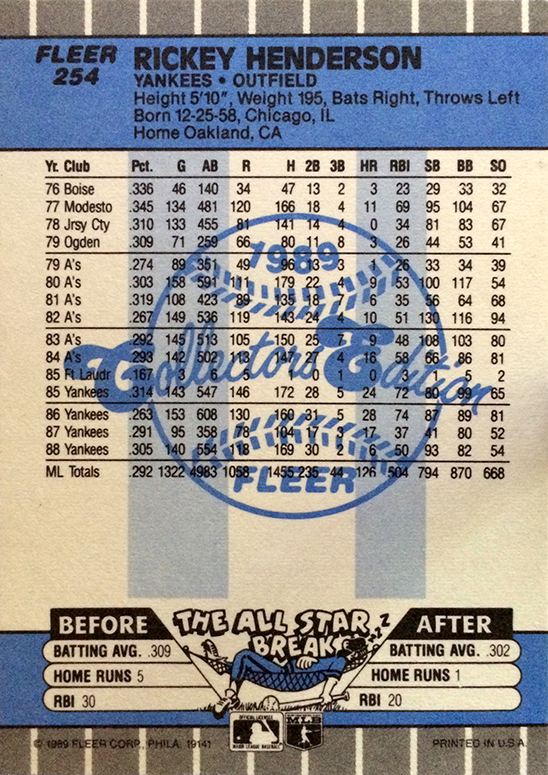 FLEER
254
RICKEY HENDERSON
YANKEES • OUTFIELD
Height 5'10", Weight 195, Bats Right, Throws Left
Born 12-25-58, Chicago, IL
Home Oakland, CA
Yr. Club Pct. G AB R H 2B 3B HR RBI SB BB SO
76 Boise .336 46 140 34 47 13 2 3 23 29 33 32
77 Modesto .345 134 481 120 166 18 4 11 69 95 104 67
78 Jrsy Cty .310 133 455 81 141 14 4 0 34 81 83 67
79 Ogden .309 71 259 66 80 11 8 3 26 44 53 41
79 A's .274 89 351 49 96 13 3 1 26 33 34 39
80 A's .303 158 591 111 179 22 4 9 53 100 117 54
81 A's .319 108 423 89 135 18 7 6 35 56 64 68
82 A's .267 149 536 119 143 24 4 10 51 130 116 94
83 A's .292 145 513 105 150 25 7 9 48 108 103 80
84 A's .293 142 502 113 147 27 4 16 58 66 86 81
85 Ft Laudr .167 3 6 5 1 0 1 0 3 1 5 2
85 Yankees .314 143 547 146 172 28 5 24 72 80 99 65
86 Yankees .263 153 608 130 160 31 5 28 74 87 89 81
87 Yankees .291 95 358 78 104 17 3 17 37 41 80 52
88 Yankees .305 140 554 118 169 30 2 6 50 93 82 54
ML Totals .292 1322 4983 1058 1455 235 44 126 504 794 870 668
1989
Collectors Edition
FLEER
BEFORE
THE ALL STAR BREAK
AFTER
BATTING AVG. .309
HOME RUNS 5
RBI 30
BATTING AVG. .302
HOME RUNS 1
RBI 20
ZZZ
OFFICIAL LICENSEE
MAJOR LEAGUE BASEBALL
MLB
© 1989 FLEER CORP., PHILA. 19141
PRINTED IN U.S.A.